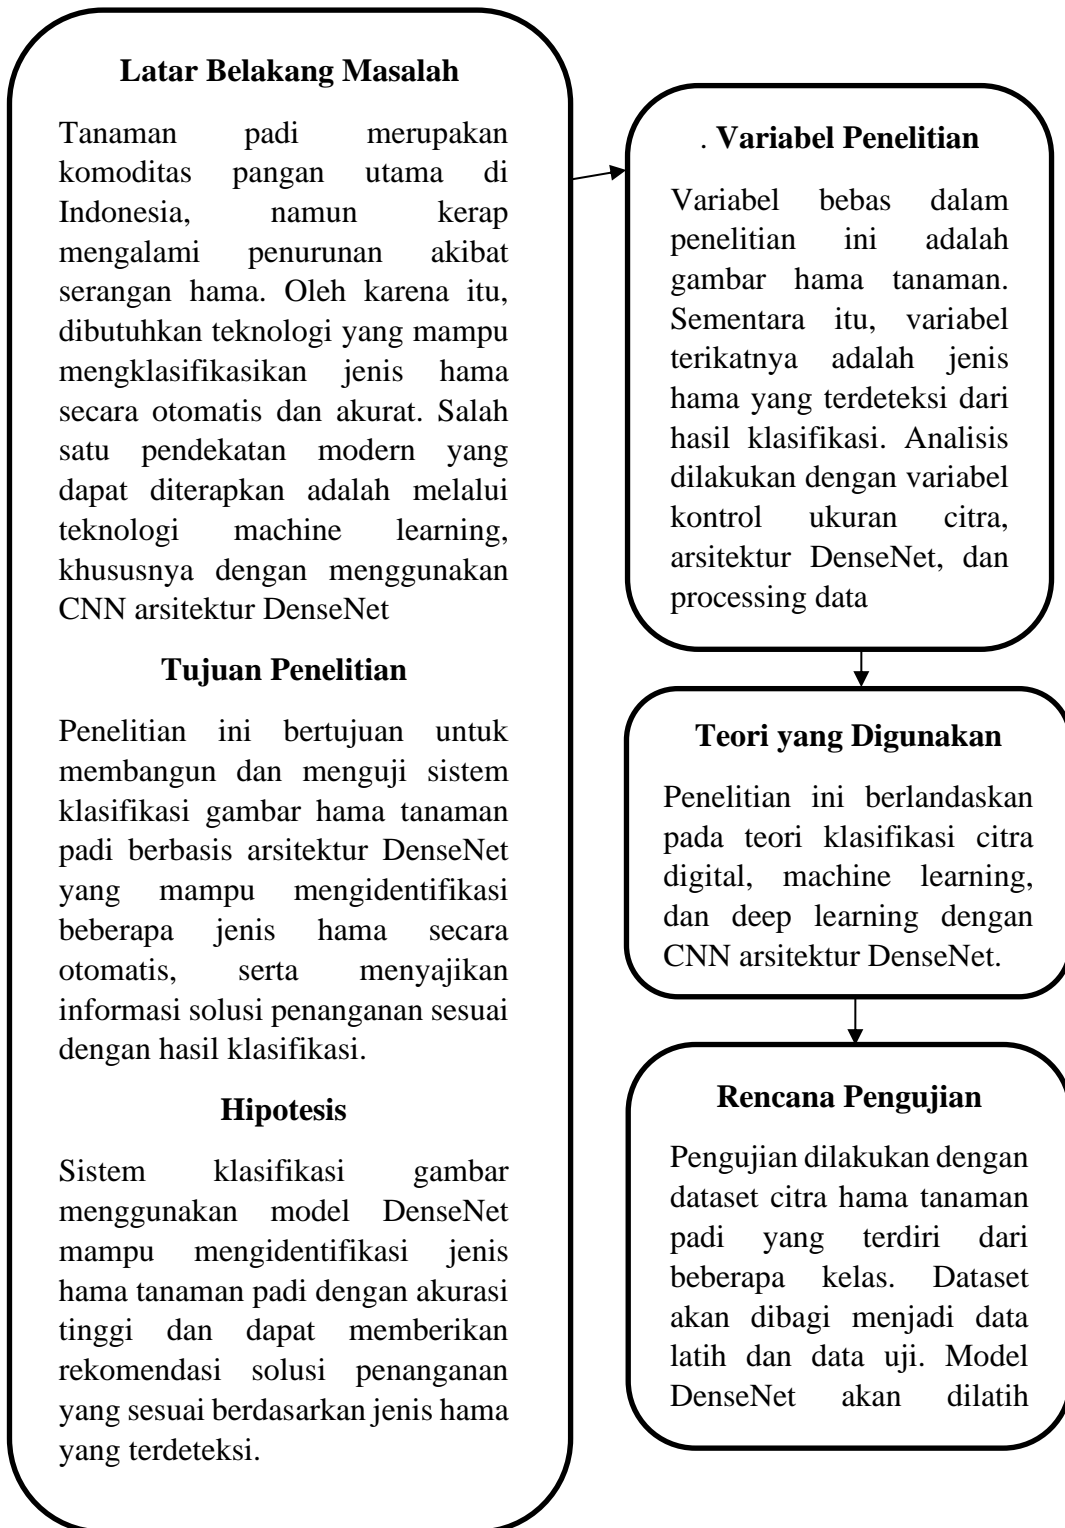 Latar Belakang Masalah
Tanaman padi merupakan
komoditas pangan utama di
Indonesia, namun kerap
mengalami penurunan akibat
serangan hama. Oleh karena itu,
dibutuhkan teknologi yang mampu
mengklasifikasikan jenis hama
secara otomatis dan akurat. Salah
satu pendekatan modern yang
dapat diterapkan adalah melalui
teknologi machine learning,
khususnya dengan menggunakan
CNN arsitektur DenseNet
Tujuan Penelitian
Penelitian ini bertujuan untuk
membangun dan menguji sistem
klasifikasi gambar hama tanaman
padi berbasis arsitektur DenseNet
yang mampu mengidentifikasi
beberapa jenis hama secara
otomatis, serta menyajikan
informasi solusi penanganan sesuai
dengan hasil klasifikasi.
Hipotesis
Sistem klasifikasi gambar
menggunakan model DenseNet
mampu mengidentifikasi jenis
hama tanaman padi dengan akurasi
tinggi dan dapat memberikan
rekomendasi solusi penanganan
yang sesuai berdasarkan jenis hama
yang terdeteksi.
. Variabel Penelitian
Variabel bebas dalam
penelitian ini adalah
gambar hama tanaman.
Sementara itu, variabel
terikatnya adalah jenis
hama yang terdeteksi dari
hasil klasifikasi. Analisis
dilakukan dengan variabel
kontrol ukuran citra,
arsitektur DenseNet, dan
processing data
Teori yang Digunakan
Penelitian ini berlandaskan
pada teori klasifikasi citra
digital, machine learning,
dan deep learning dengan
CNN arsitektur DenseNet.
Rencana Pengujian
Pengujian dilakukan dengan
dataset citra hama tanaman
padi yang terdiri dari
beberapa kelas. Dataset
akan dibagi menjadi data
latih dan data uji. Model
DenseNet akan dilatih